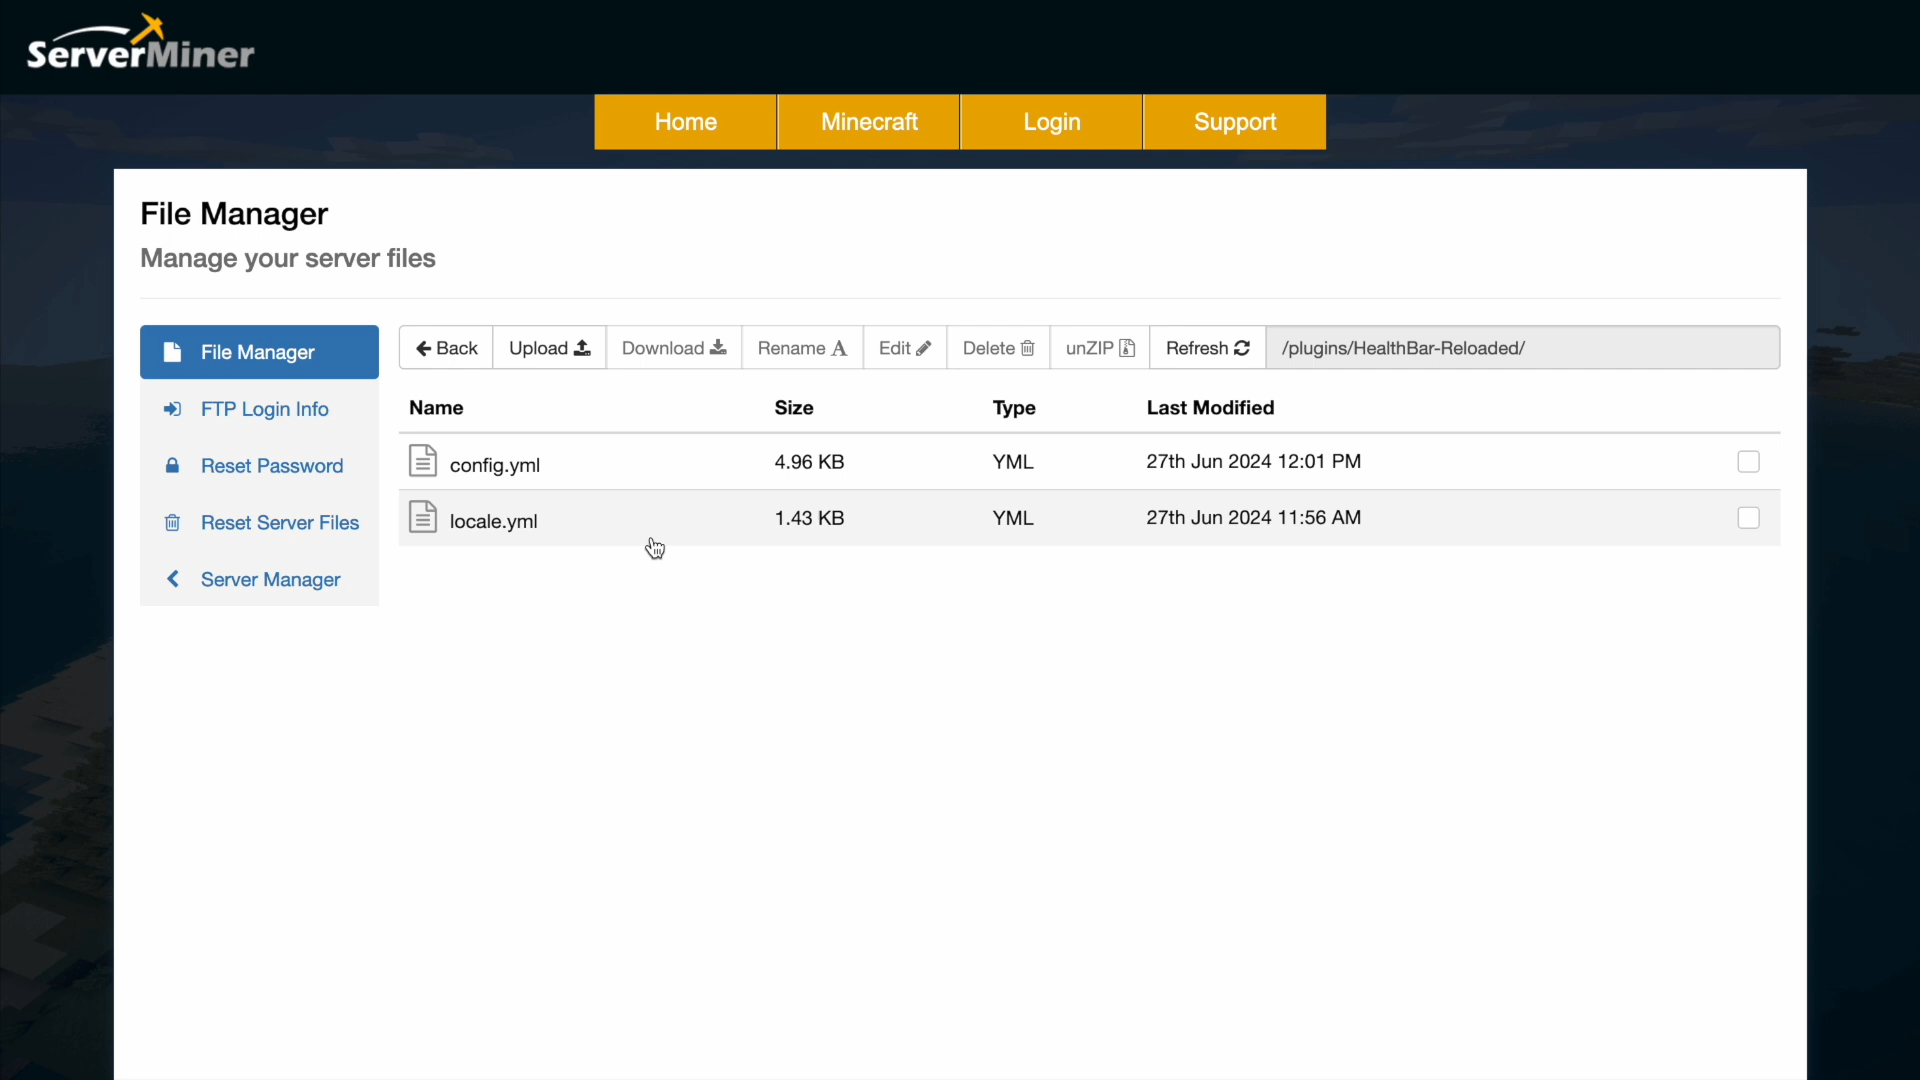 ServerMiner
Home Minecraft Login Support
File Manager
Manage your server files
File Manager
FTP Login Info
Reset Password
Reset Server Files
Server Manager
Back Upload Download Rename A Edit Delete unZIP Refresh /plugins/HealthBar-Reloaded/
Name Size Type Last Modified
config.yml 4.96 KB YML 27th Jun 2024 12:01 PM
locale.yml 1.43 KB YML 27th Jun 2024 11:56 AM